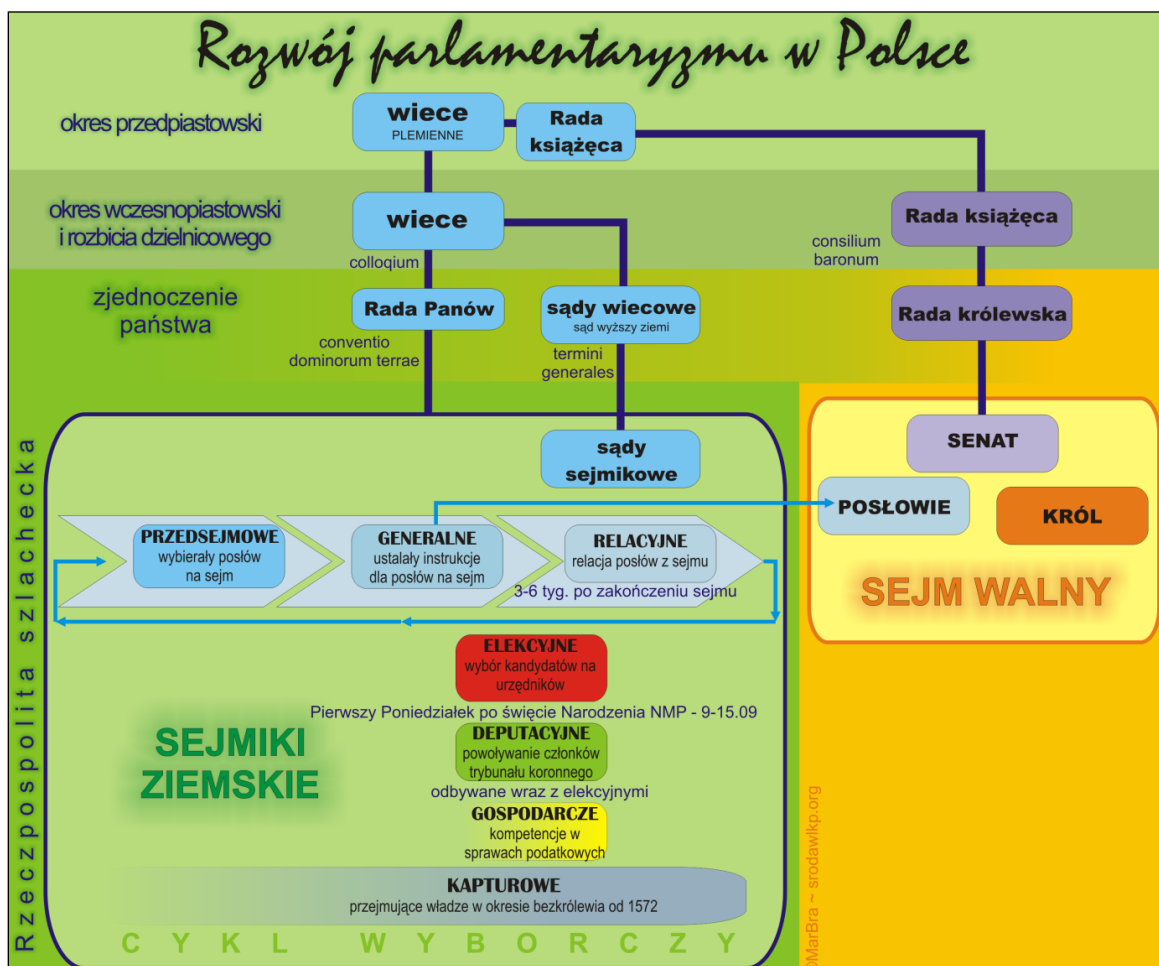 Rozwój parlamentaryzmu w Polsce
okres przedpiastowski
wiece
PLEMIENNE
Rada
książęca
okres wczesnopiastowski
i rozbicia dzielnicowego
wiece
colloqium
consilium
baronum
Rada książęca
zjednoczenie
państwa
Rada Panów
conventio
dominorum terrae
sądy wiecowe
sąd wyższy ziemi
termini
generales
Rada królewska
Rzeczpospolita szlachecka
sądy
sejmikowe
PRZEDSEJMOWE
wybierały posłów
na sejm
GENERALNE
ustalały instrukcje
dla posłów na sejm
RELACYJNE
relacja posłów z sejmu
3-6 tyg. po zakończeniu sejmu
SENAT
POSŁOWIE
KRÓL
SEJM WALNY
ELEKCYJNE
wybór kandydatów na
urzędników
Pierwszy Poniedziałek po święcie Narodzenia NMP - 9-15.09
SEJMIKI
ZIEMSKIE
DEPUTACYJNE
powoływanie członków
trybunału koronnego
odbywane wraz z elekcyjnymi
GOSPODARCZE
kompetencje w
sprawach podatkowych
KAPTUROWE
przejmujące władze w okresie bezkrólewia od 1572
CYKL WYBORCZY
©MarBra ~ srodawlkp.org